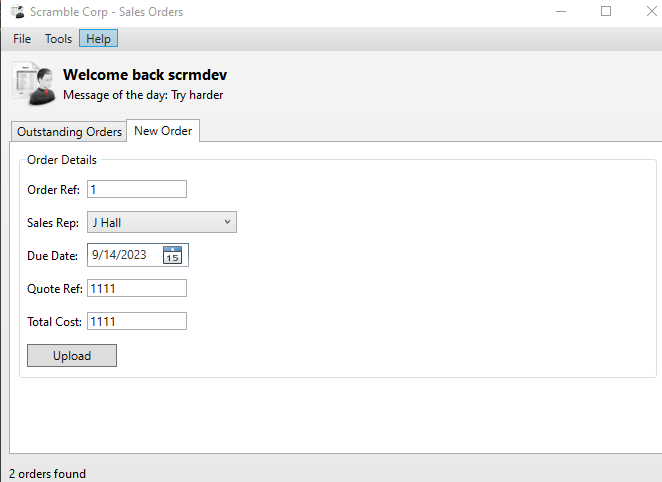 Scramble Corp - Sales Orders
File Tools Help
Welcome back scrmdev
Message of the day: Try harder
Outstanding Orders New Order
Order Details
Order Ref: 1
Sales Rep: J Hall
Due Date: 9/14/2023 15
Quote Ref: 1111
Total Cost: 1111
Upload
2 orders found